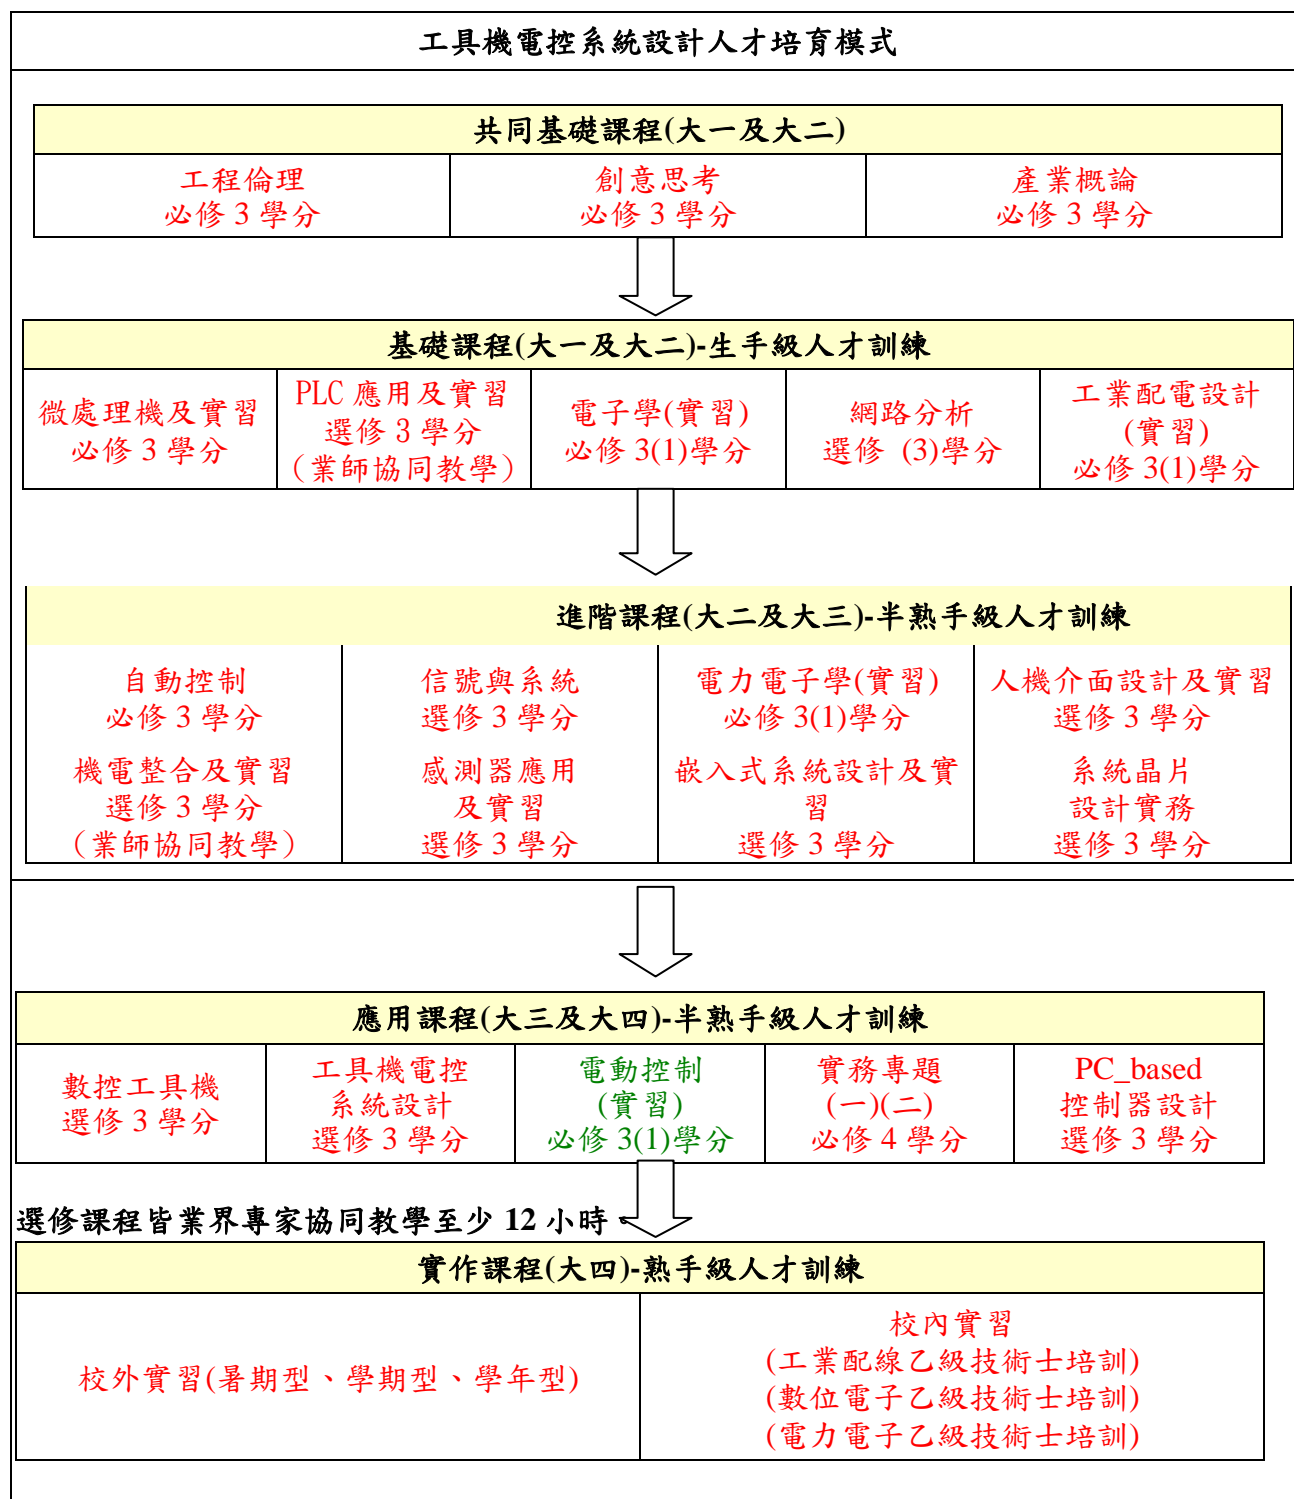 工具機電控系統設計人才培育模式
共同基礎課程(大一及大二)
工程倫理
必修 3 學分
創意思考
必修 3 學分
產業概論
必修 3 學分
基礎課程(大一及大二)-生手級人才訓練
微處理機及實習
必修 3 學分
PLC 應用及實習
選修 3 學分
（業師協同教學）
電子學(實習)
必修 3(1)學分
網路分析
選修 (3)學分
工業配電設計
(實習)
必修 3(1)學分
進階課程(大二及大三)-半熟手級人才訓練
自動控制
必修 3 學分
信號與系統
選修 3 學分
電力電子學(實習)
必修 3(1)學分
人機介面設計及實習
選修 3 學分
機電整合及實習
選修 3 學分
（業師協同教學）
感測器應用
及實習
選修 3 學分
嵌入式系統設計及實
習
選修 3 學分
系統晶片
設計實務
選修 3 學分
應用課程(大三及大四)-半熟手級人才訓練
數控工具機
選修 3 學分
工具機電控
系統設計
選修 3 學分
電動控制
(實習)
必修 3(1)學分
實務專題
(一)(二)
必修 4 學分
PC_based
控制器設計
選修 3 學分
選修課程皆業界專家協同教學至少 12 小時。
實作課程(大四)-熟手級人才訓練
校外實習(暑期型、學期型、學年型)
校內實習
(工業配線乙級技術士培訓)
(數位電子乙級技術士培訓)
(電力電子乙級技術士培訓)